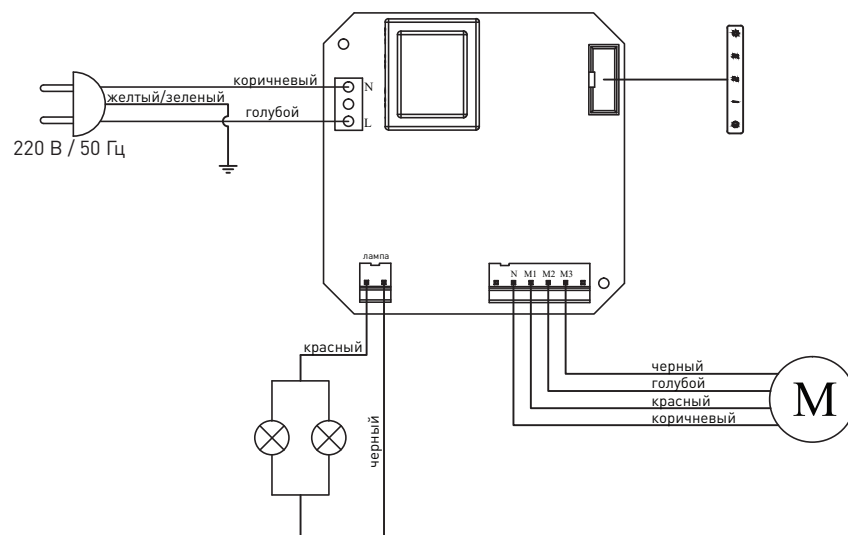 коричневый
N
желтый/зеленый
голубой
L
220 В / 50 Гц
лампа
N M1 M2 M3
красный
черный
черный
голубой
красный
коричневый
M